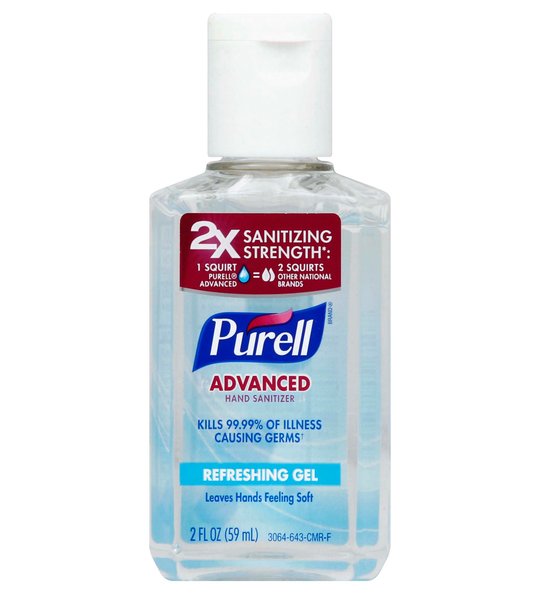 2X SANITIZING
STRENGTH*:
1 SQUIRT
PURELL®
ADVANCED
=
2 SQUIRTS
OTHER NATIONAL
BRANDS
Purell
BRAND®
ADVANCED
HAND SANITIZER
KILLS 99.99% OF ILLNESS
CAUSING GERMS†
REFRESHING GEL
Leaves Hands Feeling Soft
2 FL OZ (59 mL) 3064-643-CMR-F